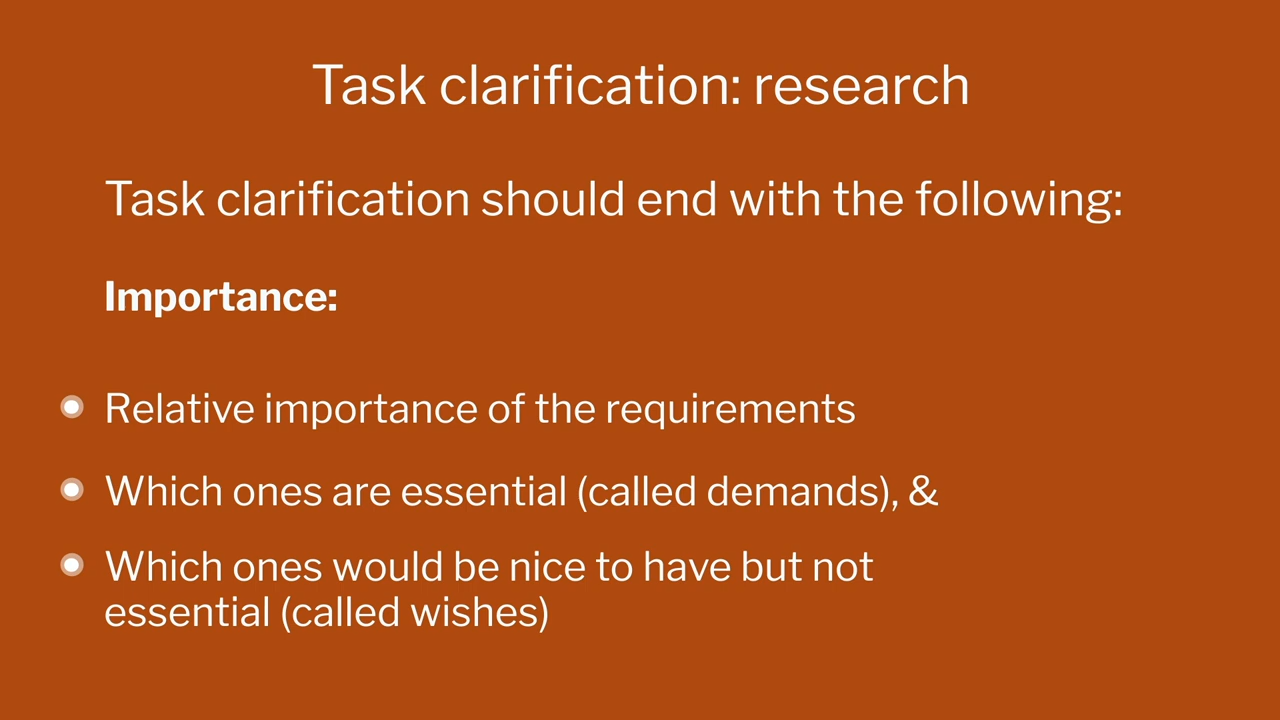 Task clarification: research
Task clarification should end with the following:
Importance:
Relative importance of the requirements
Which ones are essential (called demands), &
Which ones would be nice to have but not
essential (called wishes)